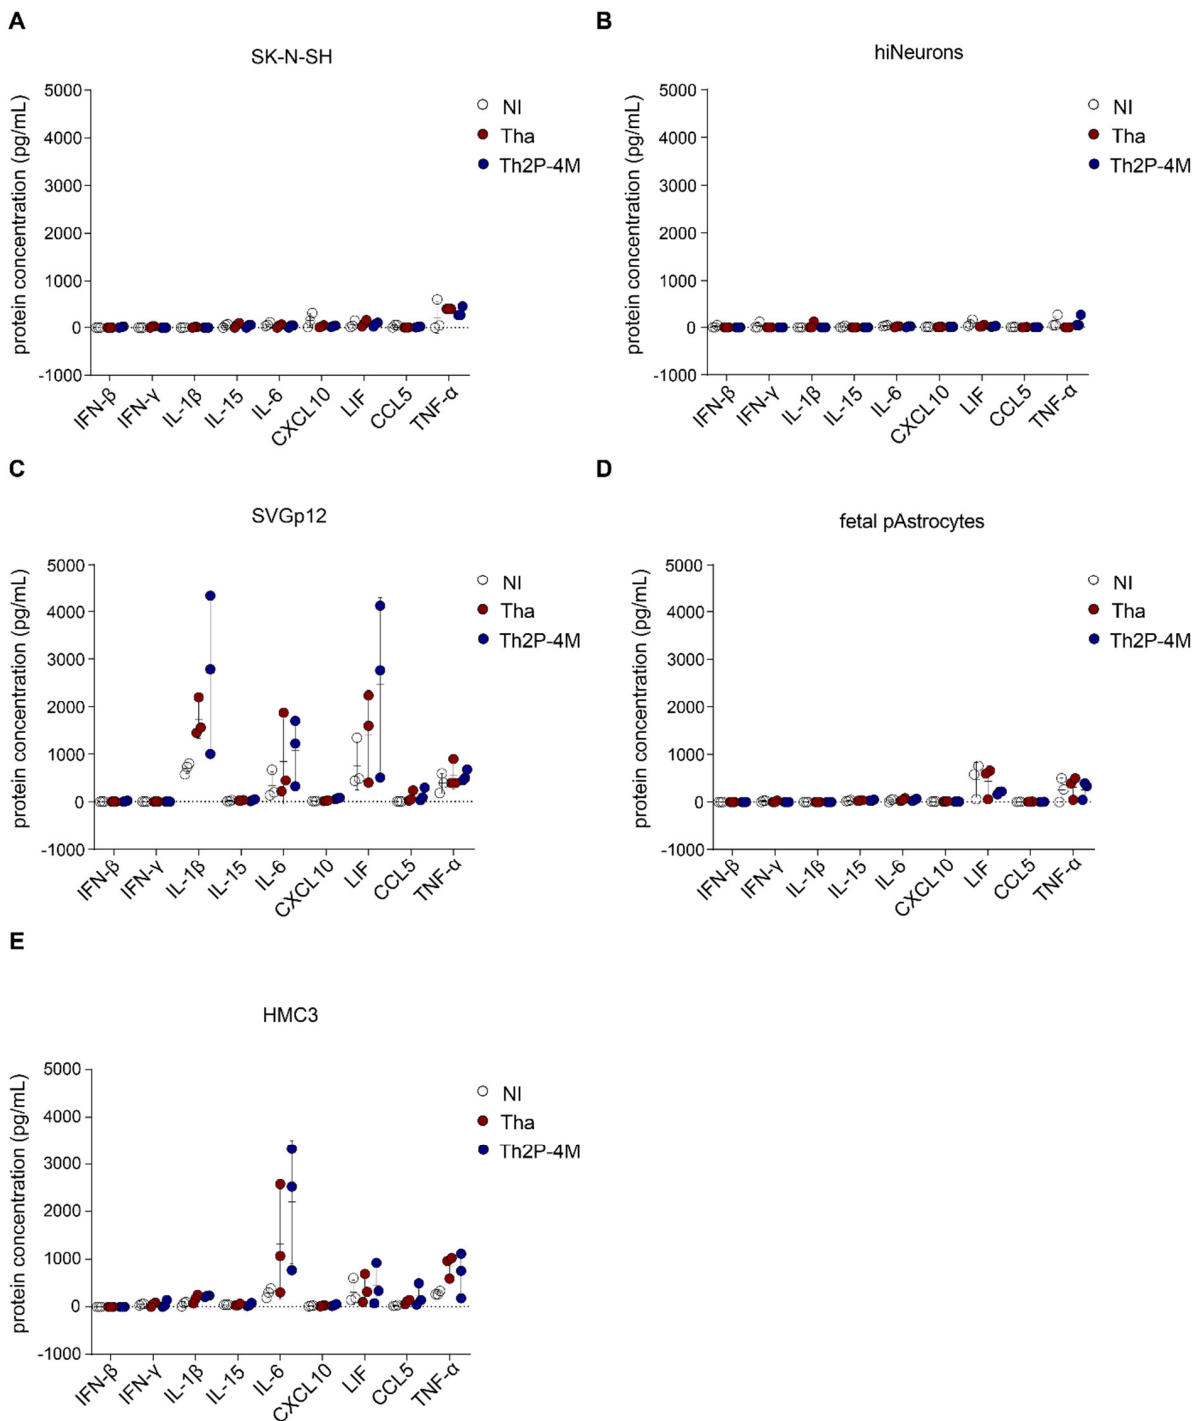 A
SK-N-SH
protein concentration (pg/mL)
5000
4000
3000
2000
1000
0
-1000
IFN-β
IFN-γ
IL-1β
IL-15
IL-6
CXCL10
LIF
CCL5
TNF-α
NI
Tha
Th2P-4M
B
hiNeurons
protein concentration (pg/mL)
5000
4000
3000
2000
1000
0
-1000
IFN-β
IFN-γ
IL-1β
IL-15
IL-6
CXCL10
LIF
CCL5
TNF-α
NI
Tha
Th2P-4M
C
SVGp12
protein concentration (pg/mL)
5000
4000
3000
2000
1000
0
-1000
IFN-β
IFN-γ
IL-1β
IL-15
IL-6
CXCL10
LIF
CCL5
TNF-α
NI
Tha
Th2P-4M
D
fetal pAstrocytes
protein concentration (pg/mL)
5000
4000
3000
2000
1000
0
-1000
IFN-β
IFN-γ
IL-1β
IL-15
IL-6
CXCL10
LIF
CCL5
TNF-α
NI
Tha
Th2P-4M
E
HMC3
protein concentration (pg/mL)
5000
4000
3000
2000
1000
0
-1000
IFN-β
IFN-γ
IL-1β
IL-15
IL-6
CXCL10
LIF
CCL5
TNF-α
NI
Tha
Th2P-4M